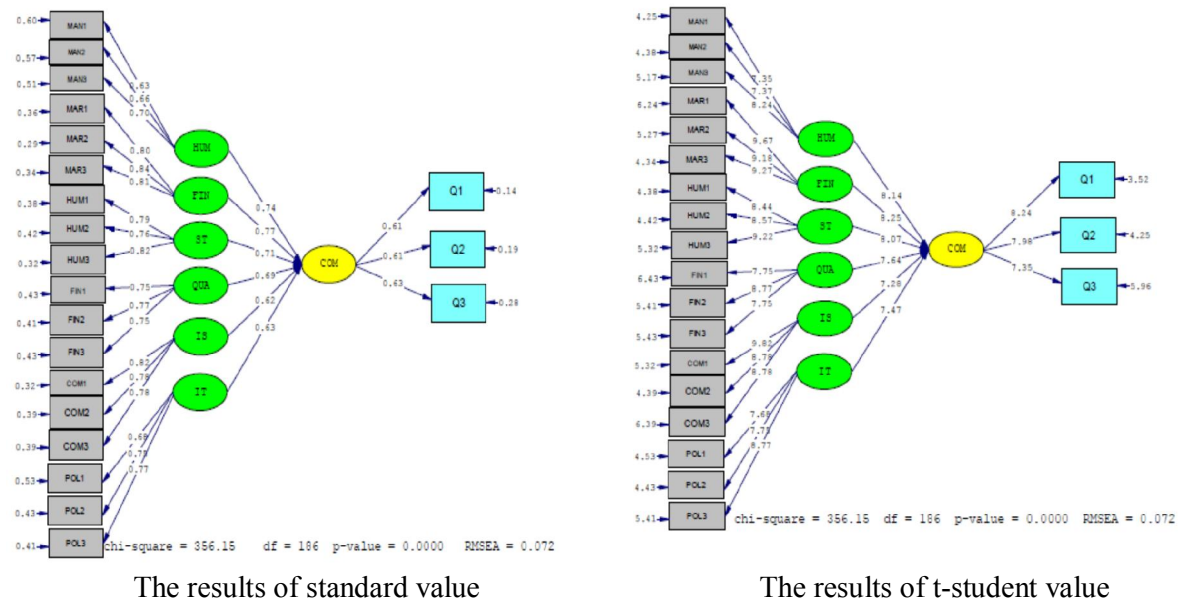 0.60 MAN1
0.57 MAN2
0.51 MAN3
0.36 MAR1
0.29 MAR2
0.34 MAR3
0.38 HUM1
0.42 HUM2
0.32 HUM3
0.43 FIN1
0.41 FIN2
0.43 FIN3
0.32 COM1
0.39 COM2
0.39 COM3
0.53 POL1
0.43 POL2
0.41 POL3
0.63
0.66
0.70
0.80
0.84
0.81
0.79
0.76
0.82
0.75
0.77
0.75
0.82
0.78
0.78
0.68
0.75
0.77
HUM
FIN
ST
QUA
IS
IT
0.74
0.77
0.71
0.69
0.62
0.63
COM
0.61
0.61
0.63
Q1 0.14
Q2 0.19
Q3 0.28
chi-square = 356.15 df = 186 p-value = 0.0000 RMSEA = 0.072
The results of standard value
4.25 MAN1
4.38 MAN2
5.17 MAN3
6.24 MAR1
5.27 MAR2
4.34 MAR3
4.38 HUM1
4.42 HUM2
5.32 HUM3
6.43 FIN1
5.41 FIN2
5.43 FIN3
5.32 COM1
4.39 COM2
6.39 COM3
4.53 POL1
4.43 POL2
5.41 POL3
7.35
7.37
8.24
9.67
9.18
9.27
8.44
8.57
9.22
7.75
8.77
7.75
9.82
8.78
8.78
7.68
7.75
8.77
HUM
FIN
ST
QUA
IS
IT
8.14
8.25
8.07
7.64
7.28
7.47
COM
8.24
7.98
7.35
Q1 3.52
Q2 4.25
Q3 5.96
chi-square = 356.15 df = 186 p-value = 0.0000 RMSEA = 0.072
The results of t-student value